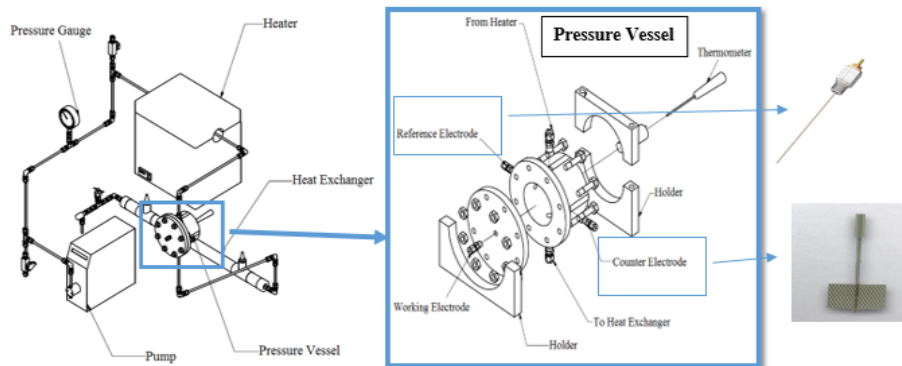 Pressure Gauge
Heater
Heat Exchanger
Pump
Pressure Vessel
Pressure Vessel
From Heater
Thermometer
Reference Electrode
Holder
Counter Electrode
Working Electrode
To Heat Exchanger
Holder